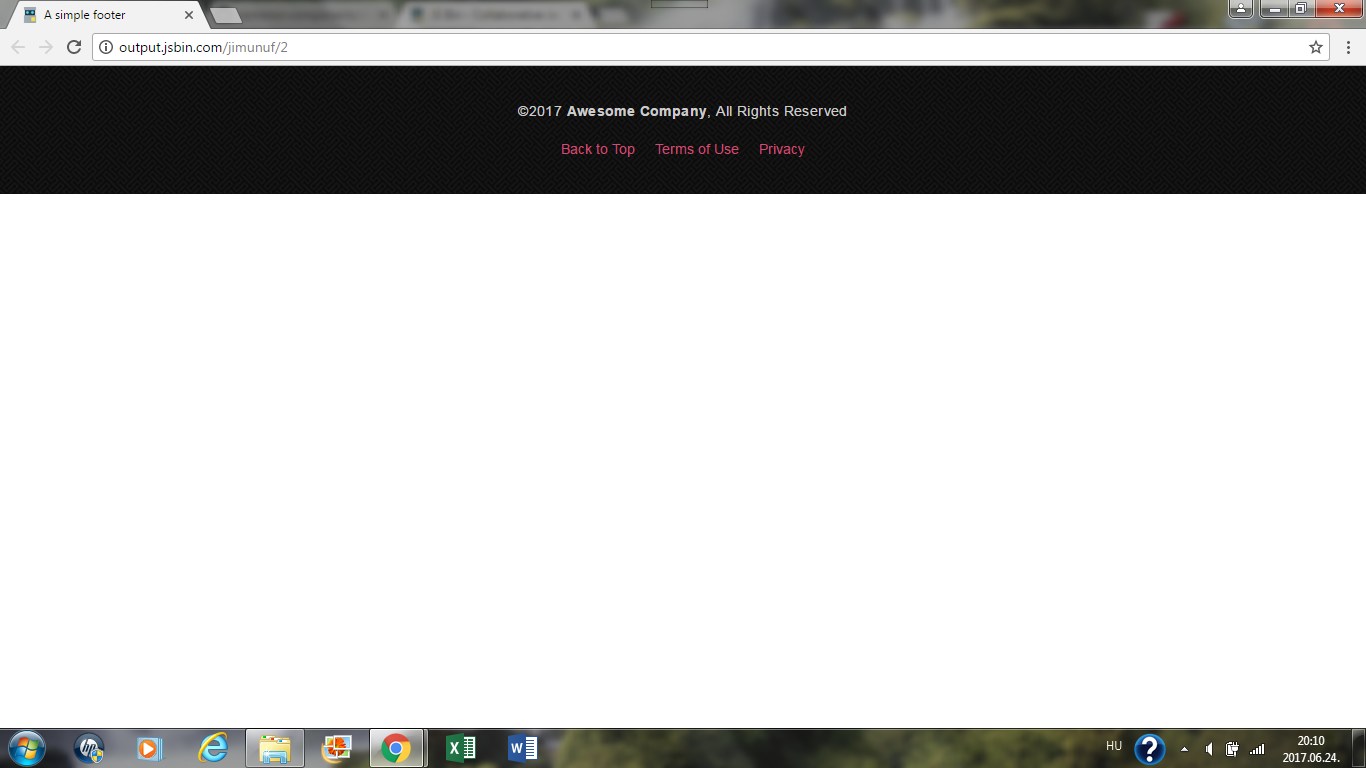 A simple footer
output.jsbin.com/jimunuf/2
©2017 Awesome Company, All Rights Reserved
Back to Top Terms of Use Privacy
HU
20:10
2017.06.24.